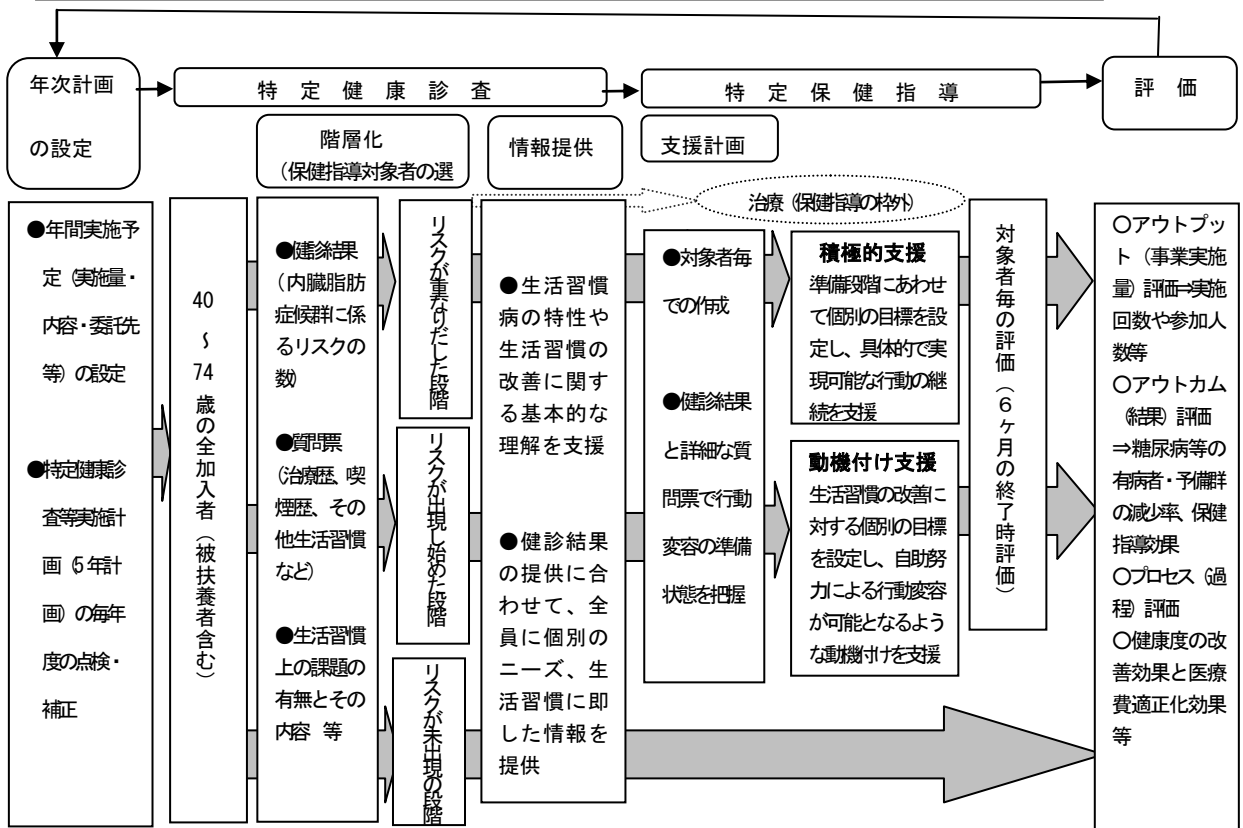 年次計画
の設定
特定健康診査
特定保健指導
評価
階層化
（保健指導対象者の選
情報提供
支援計画
●年間実施予
定（実施量・
内容・委託先
等）の設定
●特定健康診
査等実施計
画（5年計
画）の毎年
度の点検・
補正
40～74歳の全加入者（被扶養者含む）
●健診結果
（内臓脂肪
症候群に係
るリスクの
数）
●質問票
（治療歴、喫
煙歴、その
他生活習慣
など）
●生活習慣
上の課題の
有無とその
内容 等
リスクが重なりだした段階
リスクが出現し始めた段階
リスクが未出現の段階
●生活習慣
病の特性や
生活習慣の
改善に関す
る基本的な
理解を支援
●健診結果
の提供に合
わせて、全
員に個別の
ニーズ、生
活習慣に即
した情報を
提供
治療（保健指導の枠外）
●対象者毎
での作成
●健診結果
と詳細な質
問票で行動
変容の準備
状態を把握
積極的支援
準備段階にあわせ
て個別の目標を設
定し、具体的で実
現可能な行動の継
続を支援
動機付け支援
生活習慣の改善に
対する個別の目標
を設定し、自助努
力による行動変容
が可能となるよう
な動機付けを支援
対象者毎の評価（６ヶ月の終了時評価）
○アウトプッ
ト（事業実施
量）評価⇒実施
回数や参加人
数等
○アウトカム
（結果）評価
⇒糖尿病等の
有病者・予備群
の減少率、保健
指導効果
○プロセス（過
程）評価
○健康度の改
善効果と医療
費適正化効果
等